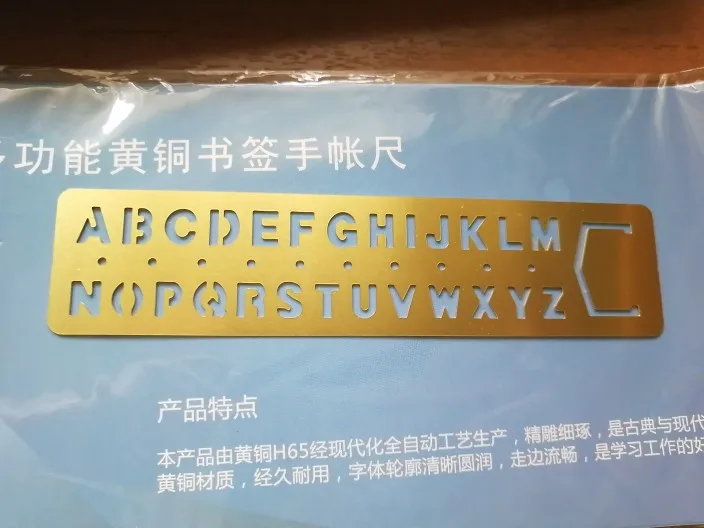 功能黄铜书签手帐尺
ABCDEFGHIJKLM
NOPQRSTUVWXYZ
产品特点
本产品由黄铜H65经现代化全自动工艺生产，精雕细琢，是古典与现代
黄铜材质，经久耐用，字体轮廓清晰圆润，走边流畅，是学习工作的好